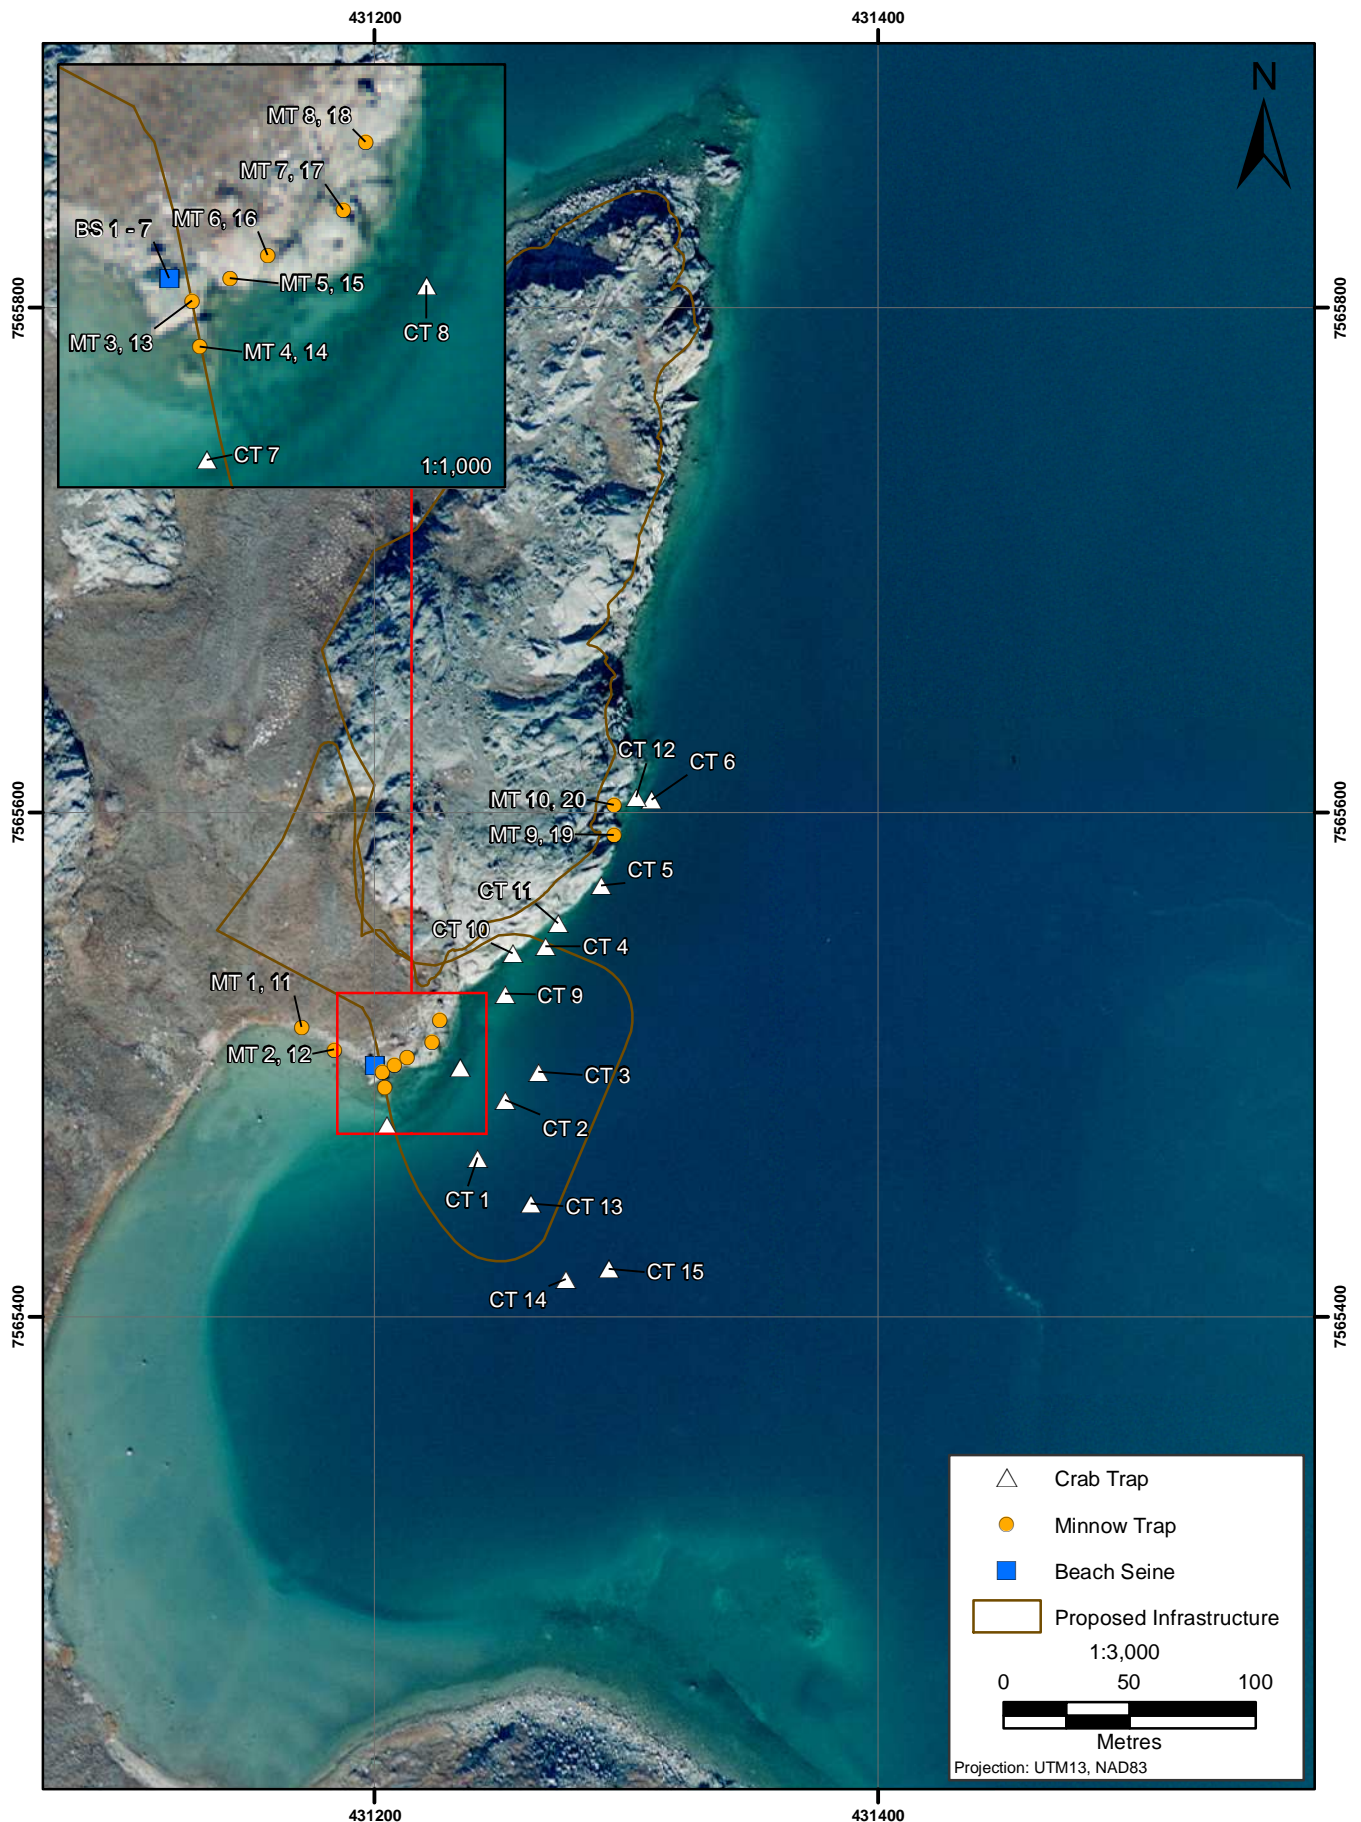 431200
431400
N
MT 8, 18
MT 7, 17
MT 6, 16
BS 1 - 7
MT 5, 15
CT 8
MT 3, 13
MT 4, 14
CT 7
1:1,000
7565800
7565800
CT 12
CT 6
MT 10, 20
7565600
7565600
MT 9, 19
CT 5
CT 11
CT 10
CT 4
MT 1, 11
CT 9
MT 2, 12
CT 3
CT 2
CT 1
CT 13
CT 15
CT 14
7565400
7565400
Crab Trap
Minnow Trap
Beach Seine
Proposed Infrastructure
1:3,000
0 50 100
Metres
Projection: UTM13, NAD83
431200
431400